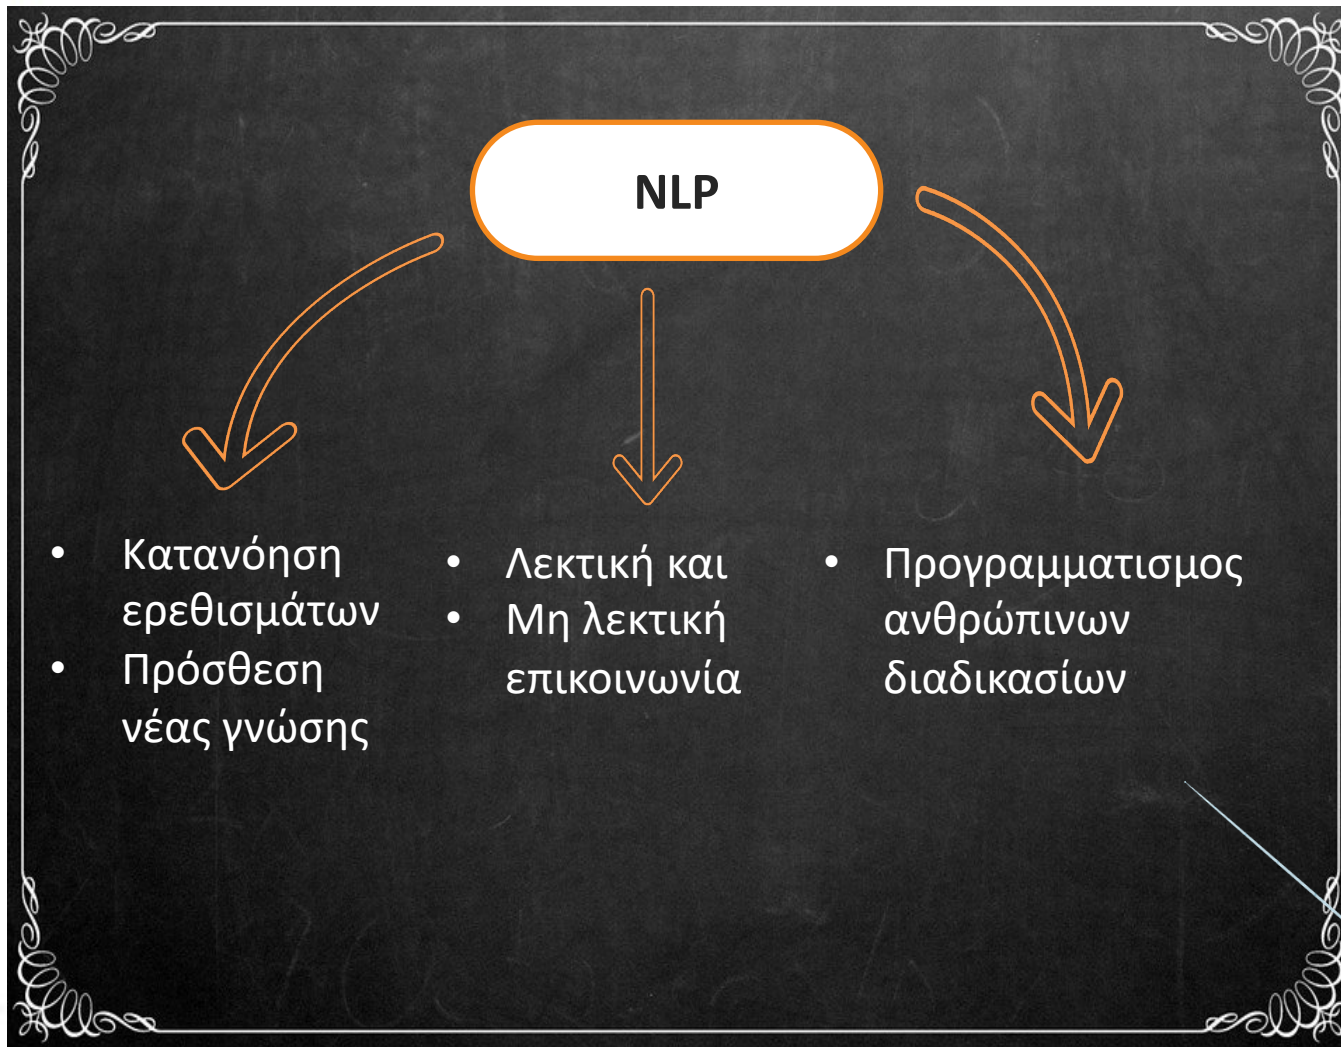 NLP
• Κατανόηση
ερεθισμάτων
• Πρόσθεση
νέας γνώσης
• Λεκτική και
• Μη λεκτική
επικοινωνία
• Προγραμματισμος
ανθρώπινων
διαδικασίων